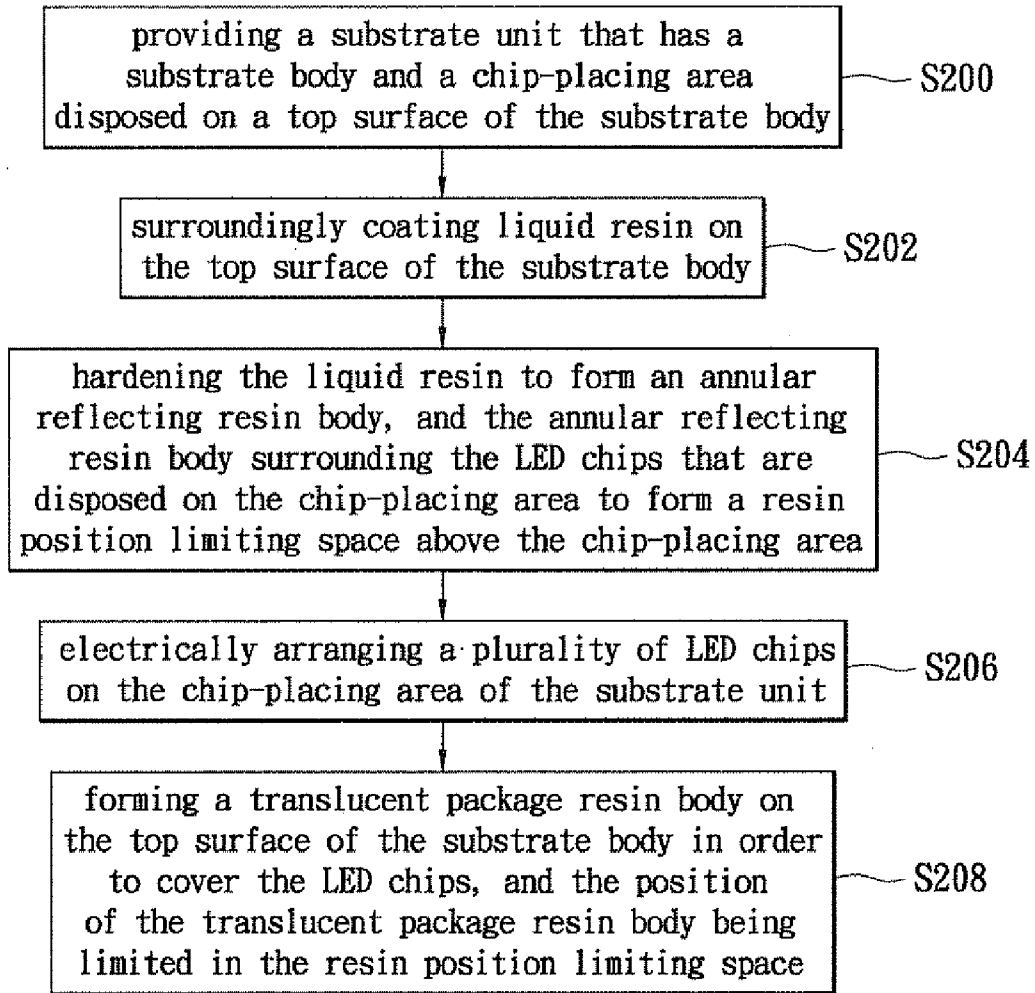 providing a substrate unit that has a
substrate body and a chip-placing area
disposed on a top surface of the substrate body
S200
surroundingly coating liquid resin on
the top surface of the substrate body
S202
hardening the liquid resin to form an annular
reflecting resin body, and the annular reflecting
resin body surrounding the LED chips that are
disposed on the chip-placing area to form a resin
position limiting space above the chip-placing area
S204
electrically arranging a plurality of LED chips
on the chip-placing area of the substrate unit
S206
forming a translucent package resin body on
the top surface of the substrate body in order
to cover the LED chips, and the position
of the translucent package resin body being
limited in the resin position limiting space
S208